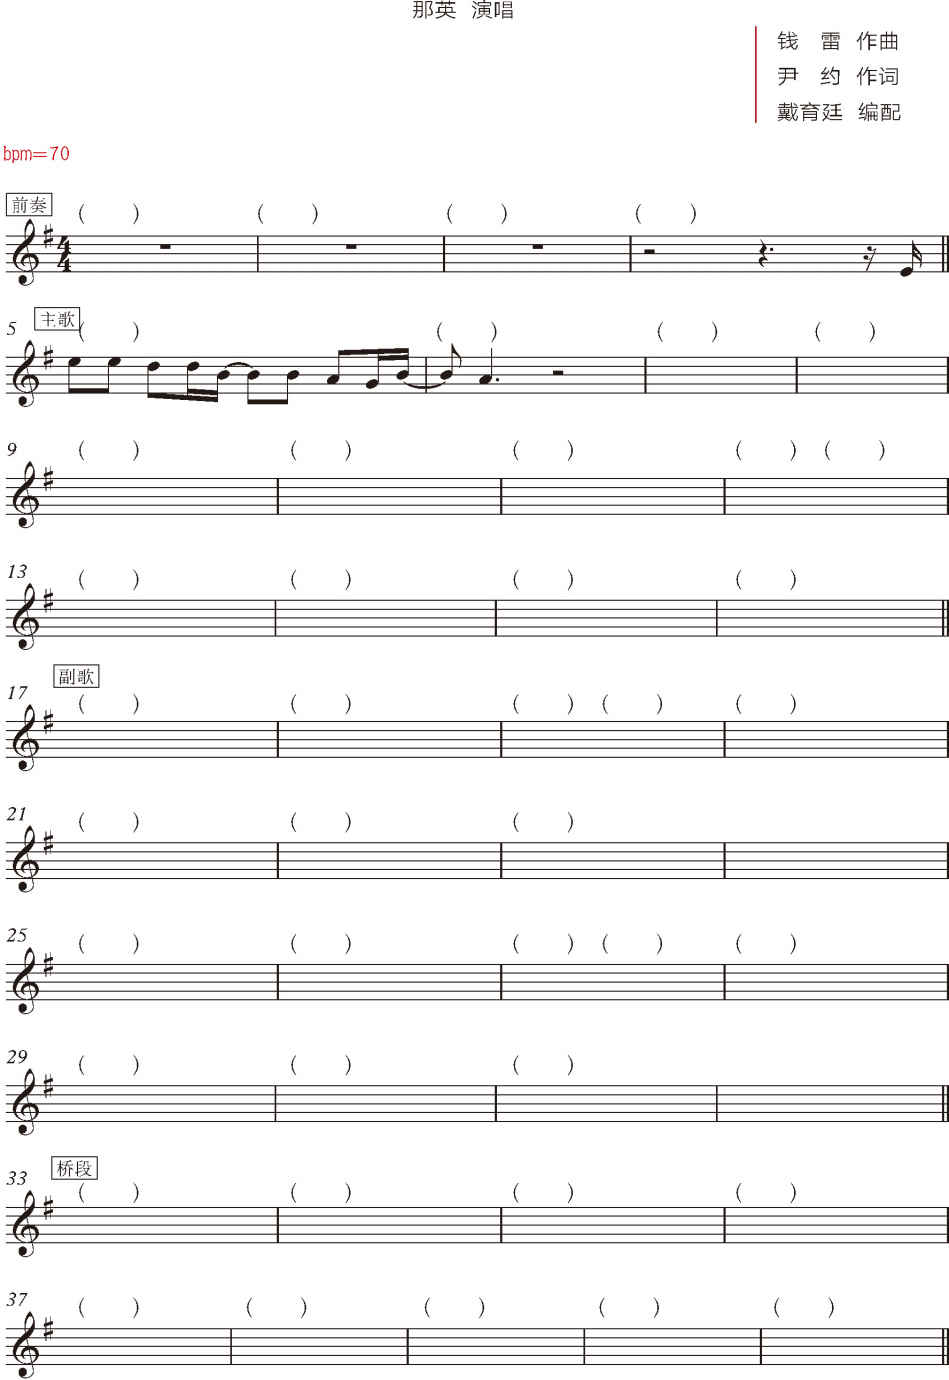 那英 演唱
钱 雷 作曲
尹 约 作词
戴育廷 编配
bpm=70
前奏
( ) ( ) ( ) ( )
4
4
5 主歌
( ) ( ) ( ) ( )
9 ( ) ( ) ( ) ( ) ( )
13 ( ) ( ) ( ) ( )
副歌
17 ( ) ( ) ( ) ( ) ( )
21 ( ) ( ) ( )
25 ( ) ( ) ( ) ( ) ( )
29 ( ) ( ) ( )
桥段
33 ( ) ( ) ( ) ( )
37 ( ) ( ) ( ) ( ) ( )